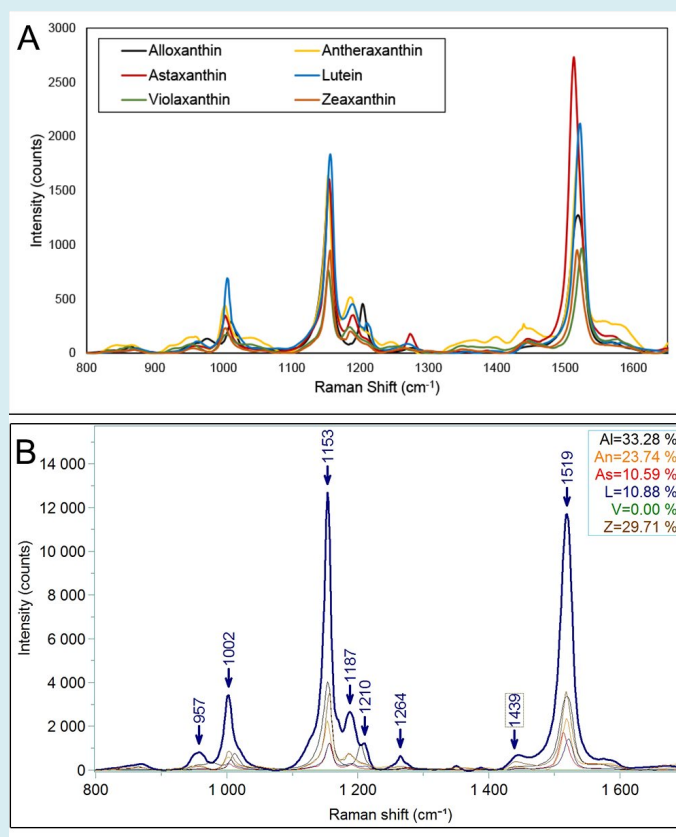 A
3000
2500
2000
1500
1000
500
0
Intensity (counts)
Alloxanthin Antheraxanthin
Astaxanthin Lutein
Violaxanthin Zeaxanthin
800 900 1000 1100 1200 1300 1400 1500 1600
Raman Shift (cm⁻¹)
B
14 000
12 000
10 000
8 000
6 000
4 000
2 000
0
Intensity (counts)
957
1002
1153
1187
1210
1264
1439
1519
Al=33.28 %
An=23.74 %
As=10.59 %
L=10.88 %
V=0.00 %
Z=29.71 %
800 1000 1200 1 400 1 600
Raman shift (cm⁻¹)